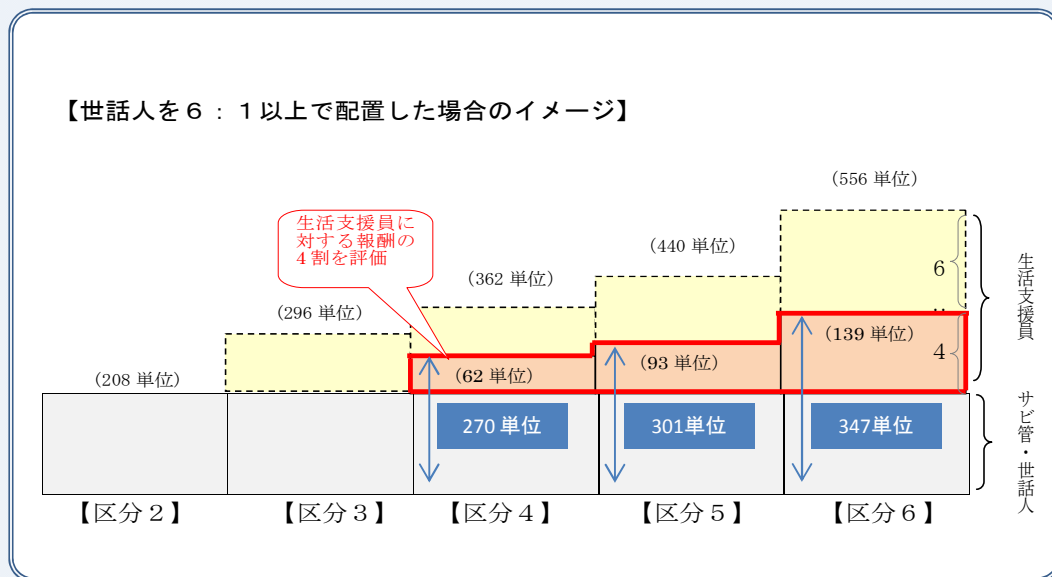 【世話人を６：１以上で配置した場合のイメージ】
（556 単位）
生活支援員に
対する報酬の
４割を評価
（440 単位）
（362 単位）
（296 単位）
（208 単位）
6
：
4
（62 単位）
（93 単位）
（139 単位）
270 単位
301単位
347単位
生活支援員
サビ管・世話人
【区分２】
【区分３】
【区分４】
【区分５】
【区分６】